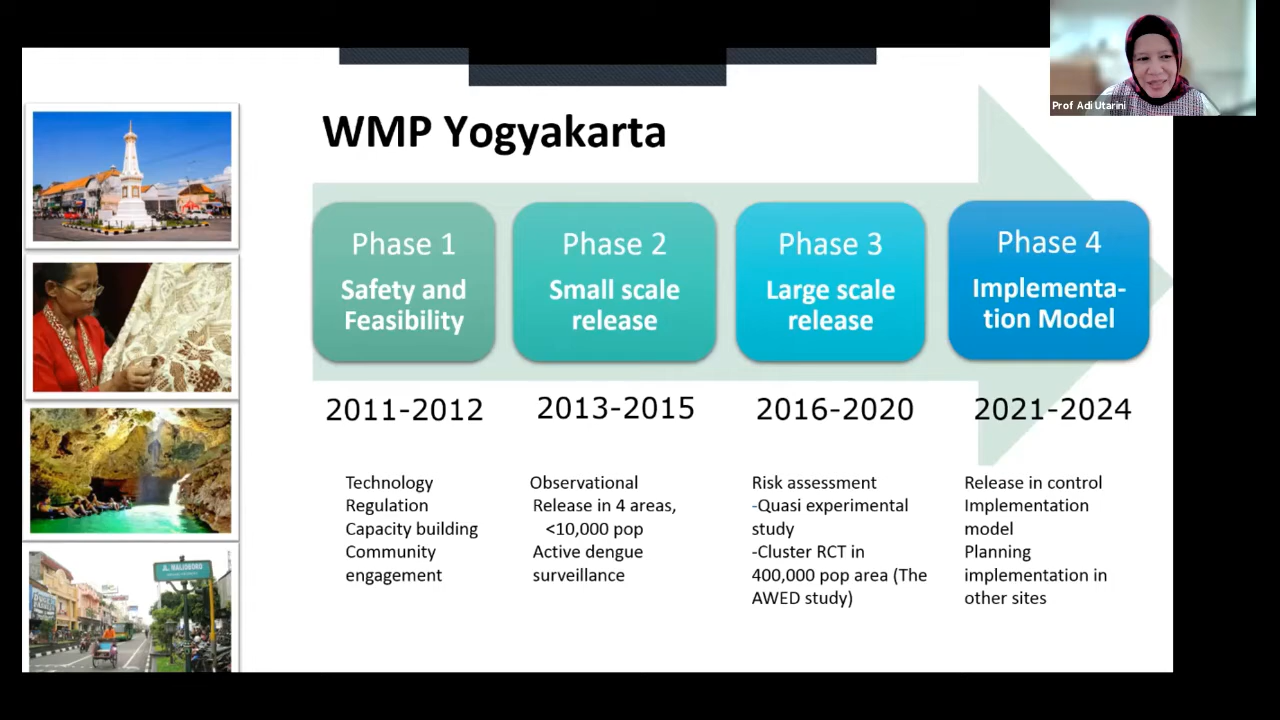 Prof Adi Utarini
WMP Yogyakarta
Phase 1
Safety and
Feasibility
Phase 2
Small scale
release
Phase 3
Large scale
release
Phase 4
Implementa-
tion Model
2011-2012
2013-2015
2016-2020
2021-2024
Technology
Regulation
Capacity building
Community
engagement
Observational
Release in 4 areas,
<10,000 pop
Active dengue
surveillance
Risk assessment
-Quasi experimental
study
-Cluster RCT in
400,000 pop area (The
AWED study)
Release in control
Implementation
model
Planning
implementation in
other sites
JL. MALIOBORO